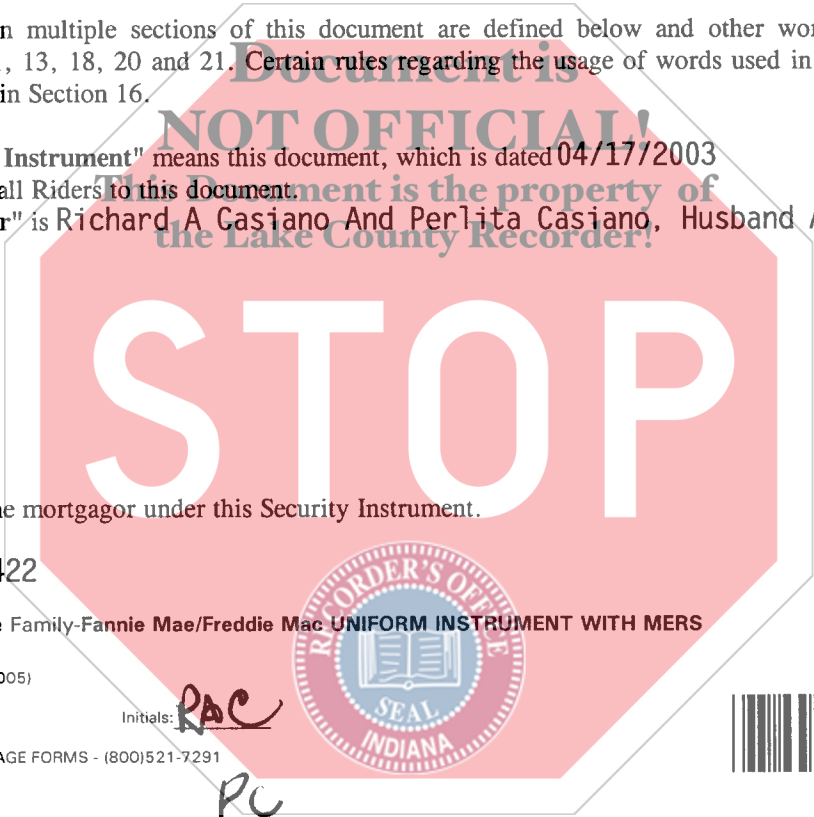 n multiple sections of this document are defined below and other wor
, 13, 18, 20 and 21. Certain rules regarding the usage of words used in
in Section 16.
Document is
NOT OFFICIAL!
This Document is the property of
the Lake County Recorder!
Instrument" means this document, which is dated 04/17/2003
all Riders to this document.
r" is Richard A Casiano And Perlita Casiano, Husband A
STOP
e mortgagor under this Security Instrument.
422
e Family-Fannie Mae/Freddie Mac UNIFORM INSTRUMENT WITH MERS
005)
Initials: RAC
AGE FORMS - (800)521-7291
PC
RECORDER'S OFFICE
SEAL
INDIANA